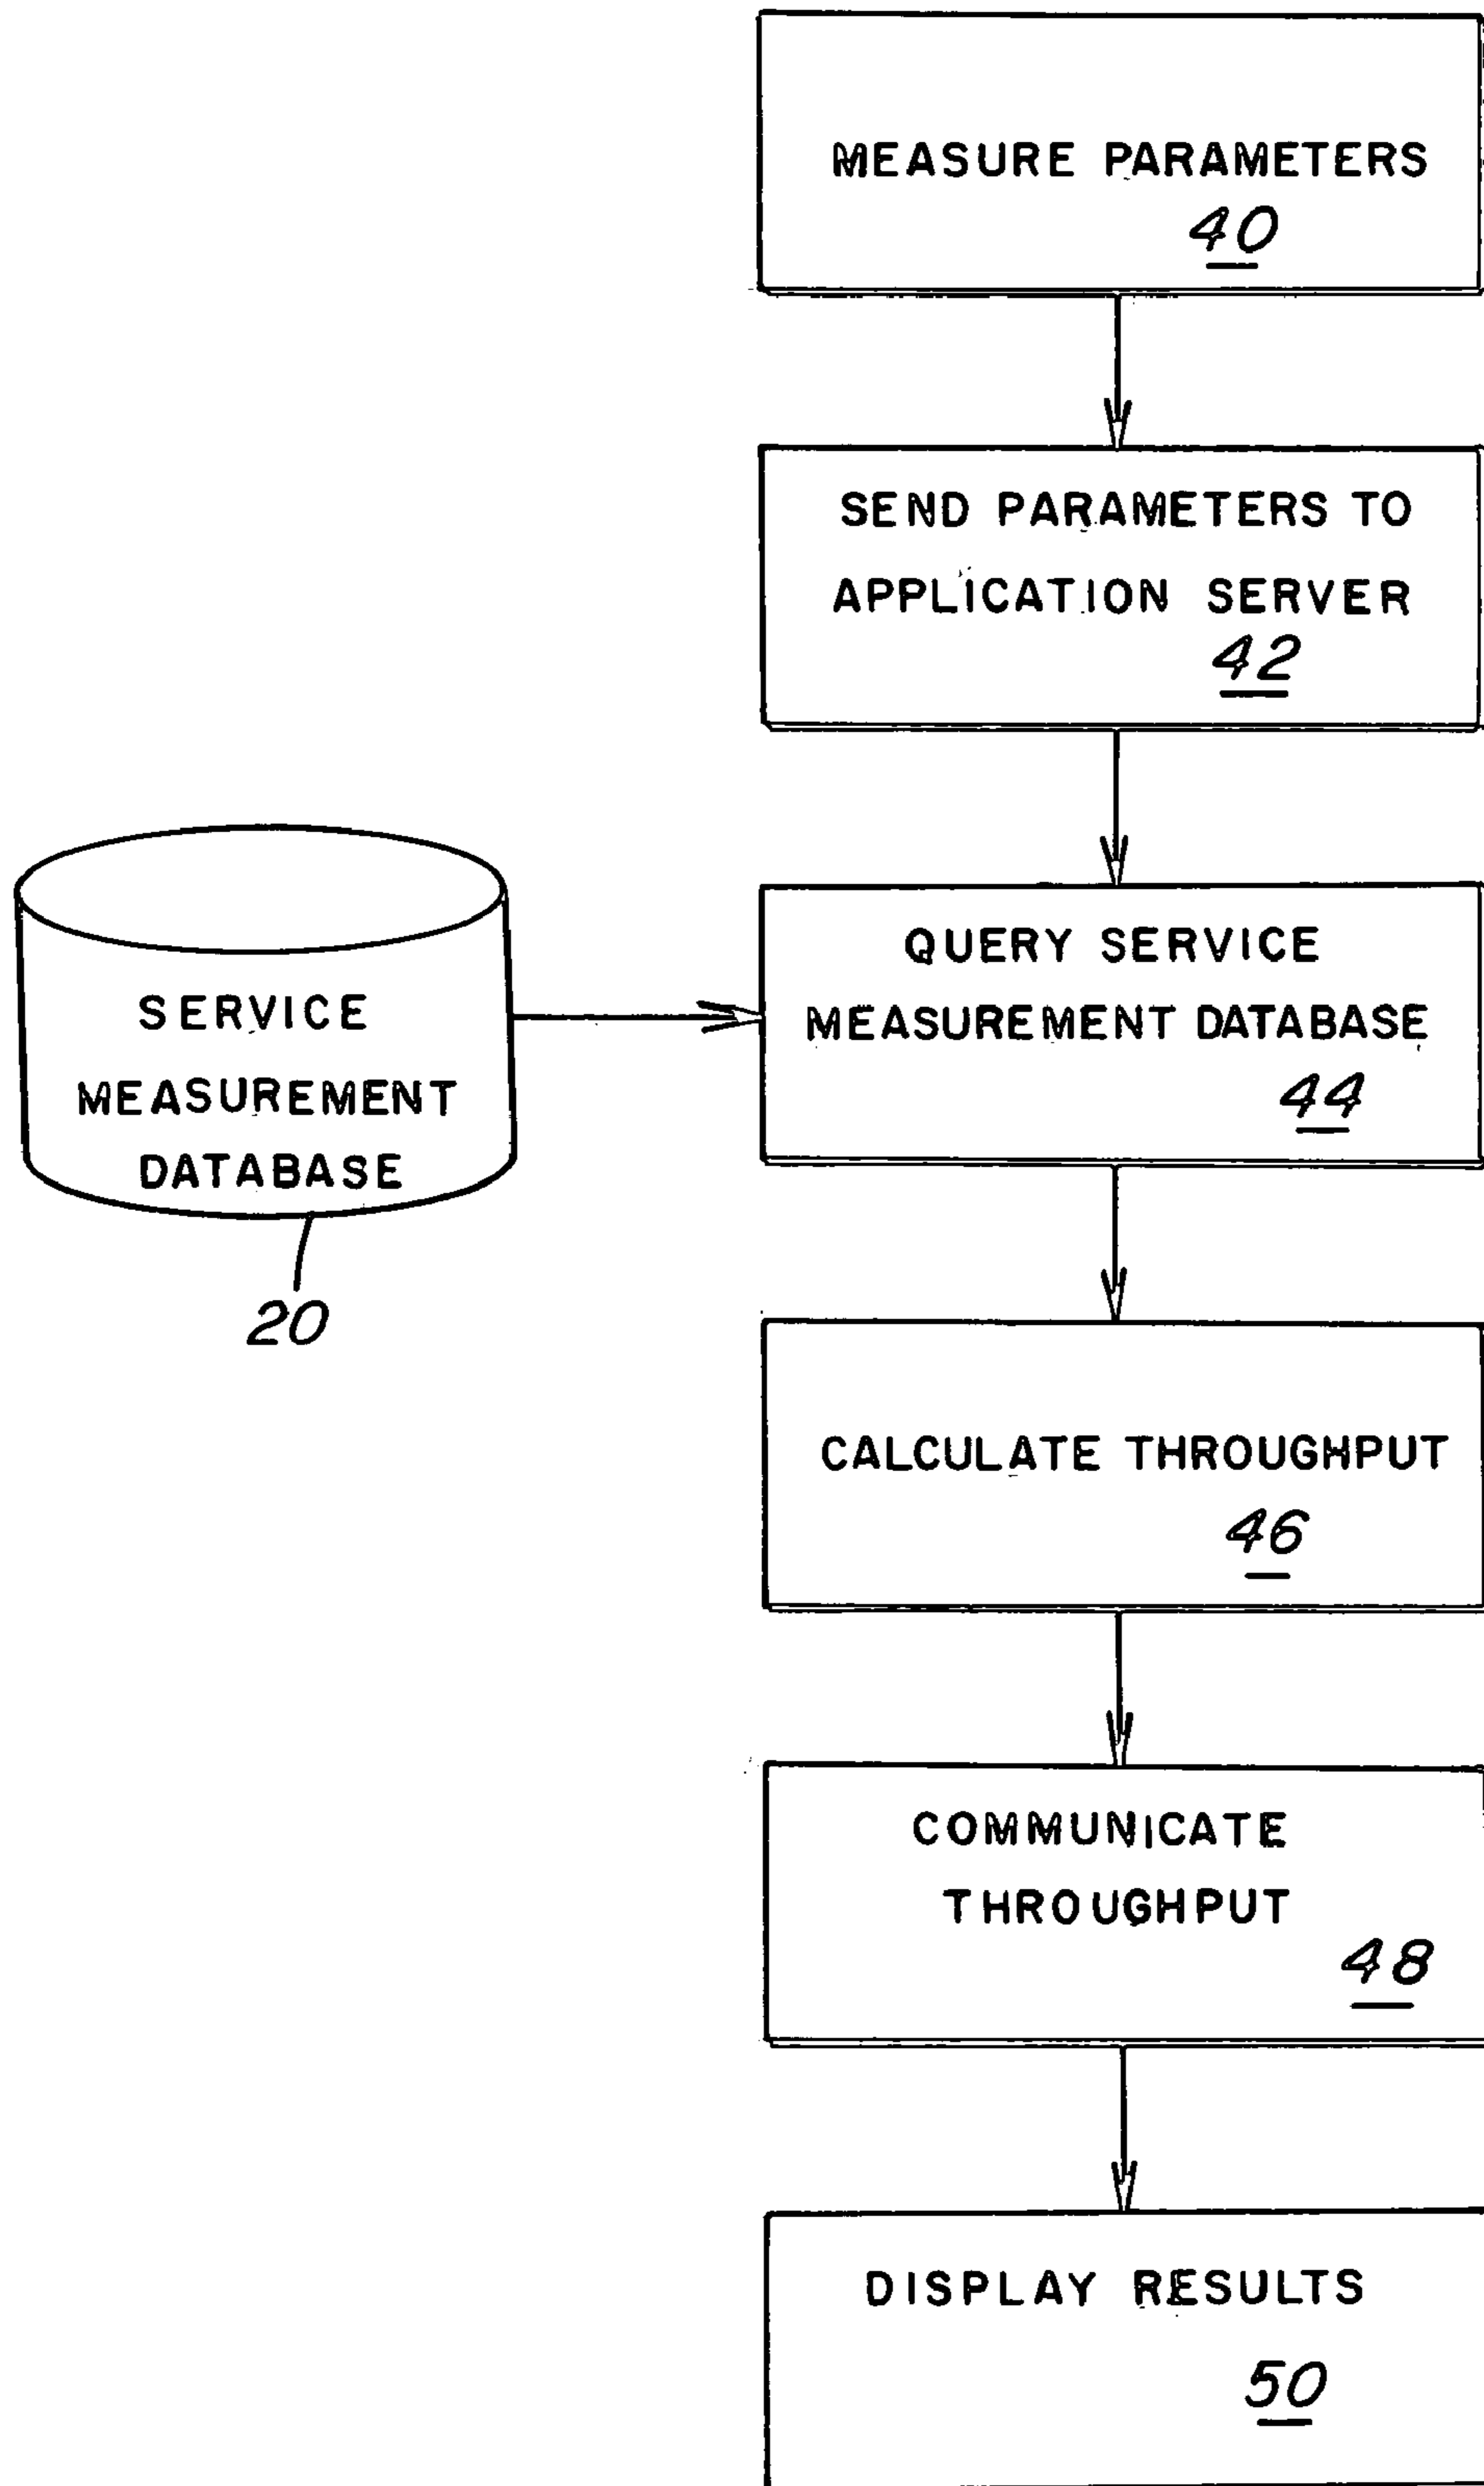 MEASURE PARAMETERS
40
SEND PARAMETERS TO
APPLICATION SERVER
42
QUERY SERVICE
MEASUREMENT DATABASE
44
SERVICE
MEASUREMENT
DATABASE
20
CALCULATE THROUGHPUT
46
COMMUNICATE
THROUGHPUT
48
DISPLAY RESULTS
50